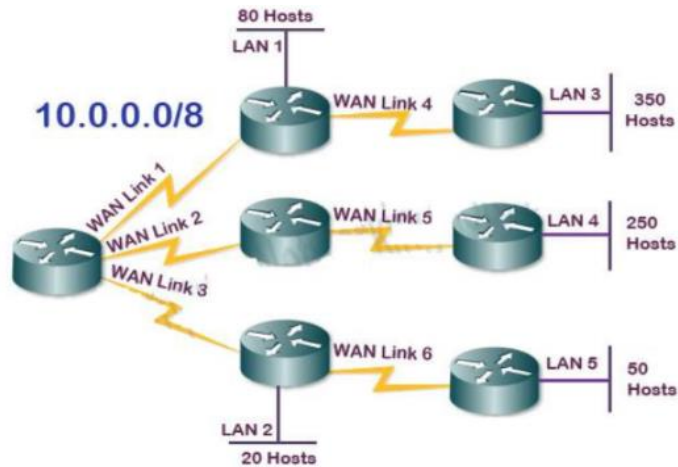 80 Hosts
LAN 1
10.0.0.0/8
WAN Link 4
LAN 3
350
Hosts
WAN Link 1
WAN Link 2
WAN Link 3
WAN Link 5
LAN 4
250
Hosts
WAN Link 6
LAN 5
50
Hosts
LAN 2
20 Hosts